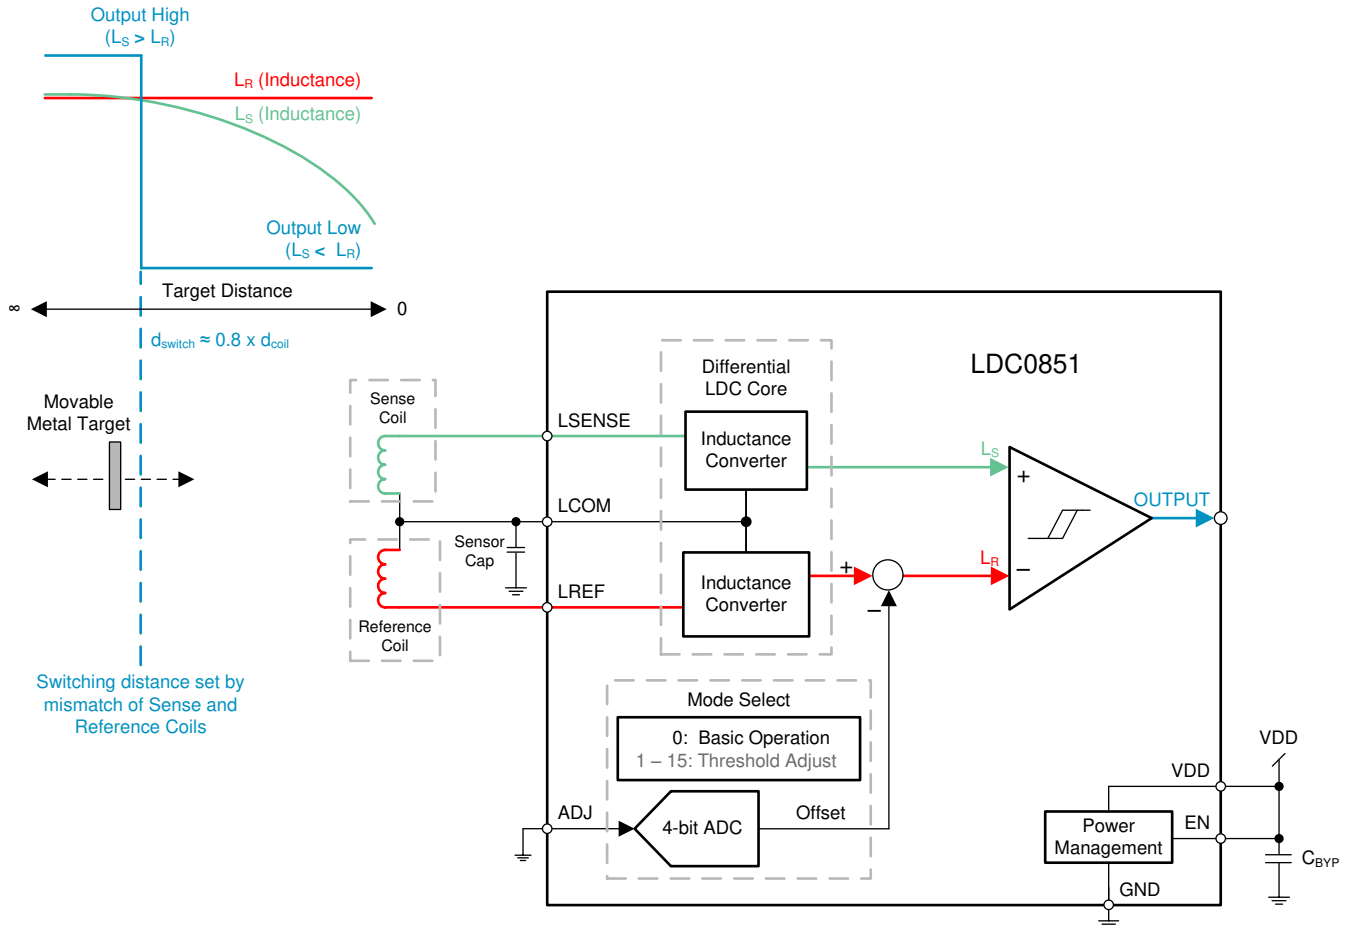 Output High
(LS > LR)
LR (Inductance)
LS (Inductance)
Output Low
(LS < LR)
∞
Target Distance
0
dswitch ≈ 0.8 x dcoil
Movable
Metal Target
Switching distance set by
mismatch of Sense and
Reference Coils
Sense
Coil
Reference
Coil
Sensor
Cap
LSENSE
LCOM
LREF
Differential
LDC Core
Inductance
Converter
Inductance
Converter
LDC0851
LS
+
OUTPUT
LR
−
+
−
Mode Select
0: Basic Operation
1 – 15: Threshold Adjust
ADJ
4-bit ADC
Offset
VDD
VDD
EN
Power
Management
GND
CBYP